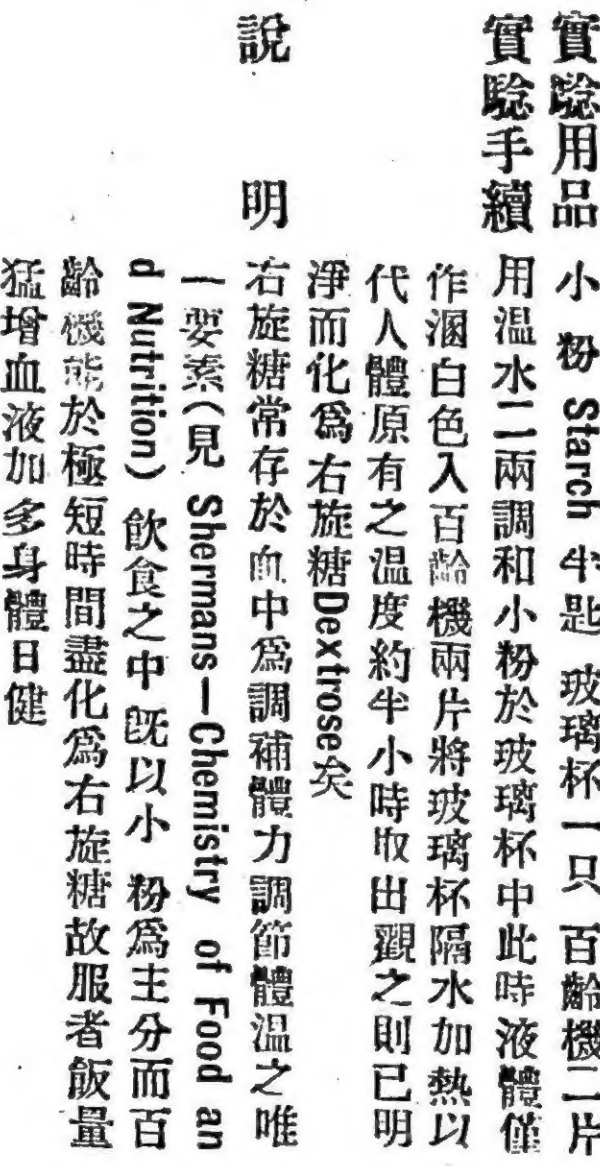 實騐用品 小粉 Starch 半匙 玻璃杯一只 百齡機二片
實騐手續 用溫水二兩調和小粉於玻璃杯中此時液體僅
作溷白色入百齡機兩片將玻璃杯隔水加熱以
代人體原有之溫度約半小時取出觀之則已明
淨而化爲右旋糖Dextrose矣
說明 右旋糖常存於血中爲調補體力調節體溫之唯
一要素(見 Shermans—Chemistry of Food an
d Nutrition) 飲食之中旣以小粉爲主分而百
齡機能於極短時間盡化爲右旋糖故服者飯量
猛增血液加多身體日健